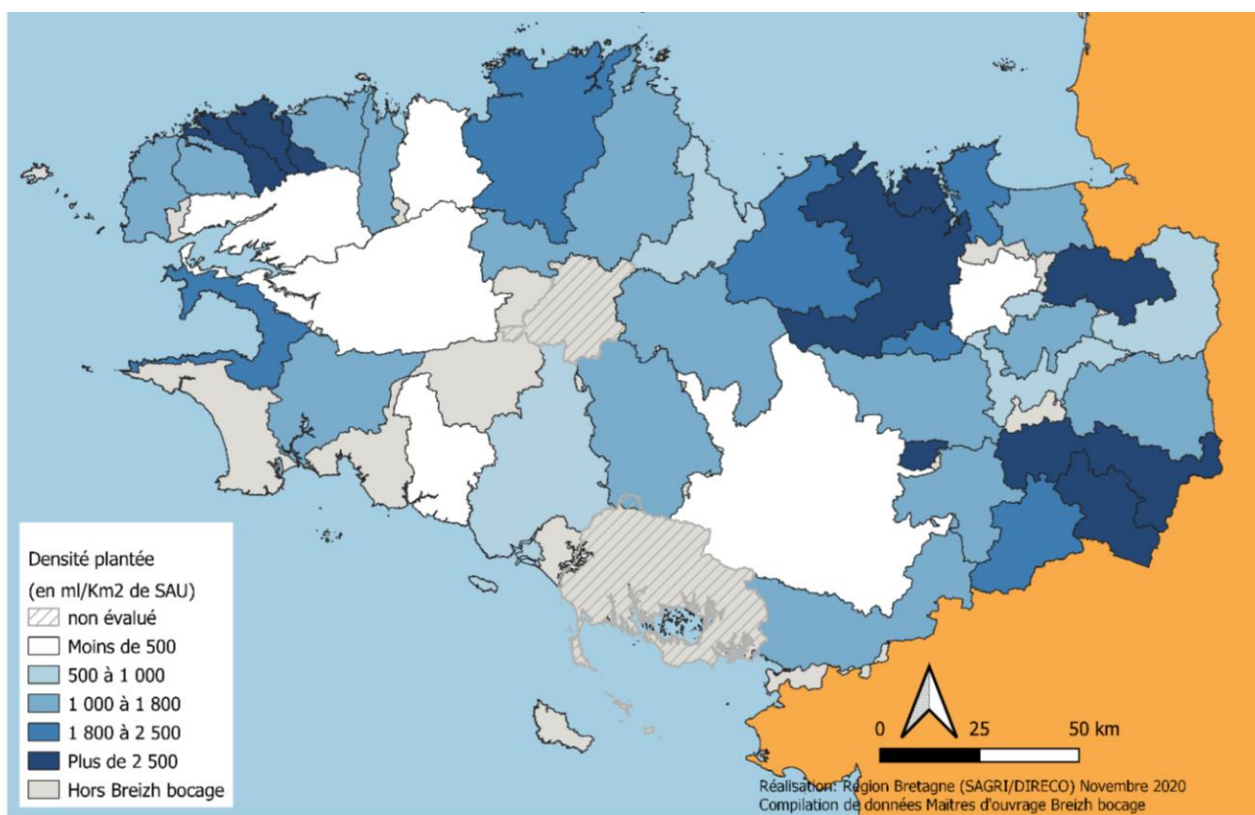 Densité plantée
(en ml/Km2 de SAU)
non évalué
Moins de 500
500 à 1 000
1 000 à 1 800
1 800 à 2 500
Plus de 2 500
Hors Breizh bocage
0 25 50 km
Réalisation: Région Bretagne (SAGRI/DIRECO) Novembre 2020
Compilation de données Maitres d'ouvrage Breizh bocage